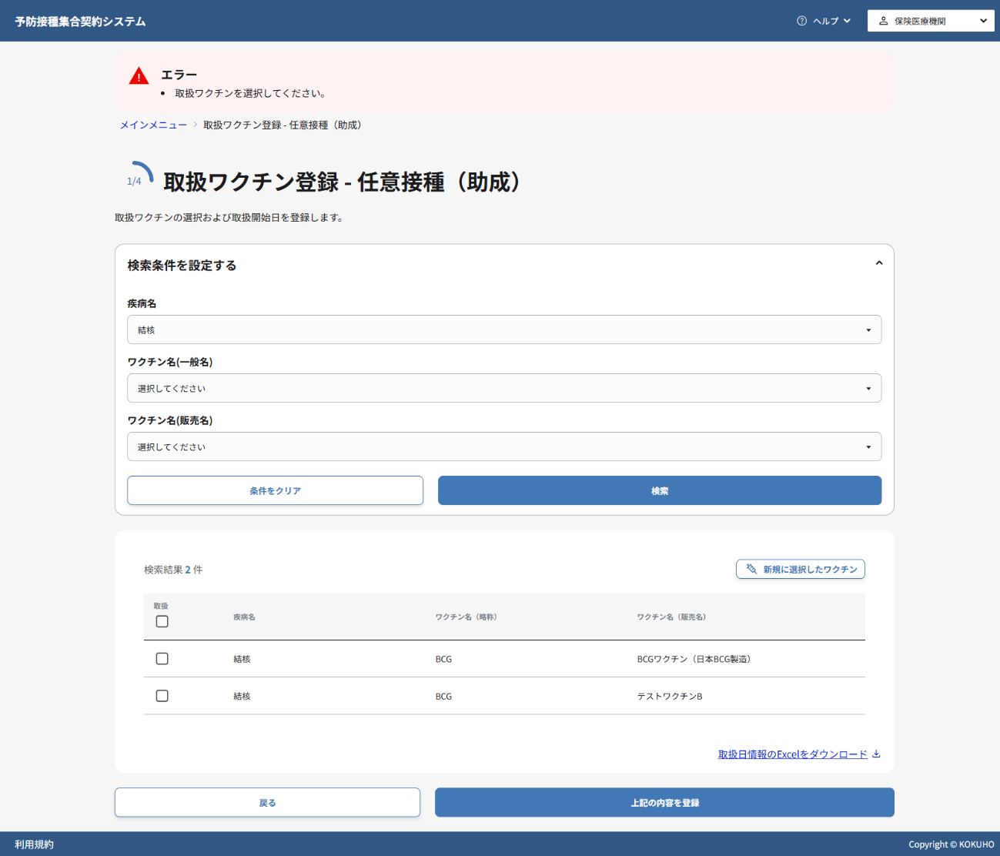 予防接種集合契約システム
ヘルプ
保険医療機関
エラー
• 取扱ワクチンを選択してください。
メインメニュー > 取扱ワクチン登録 - 任意接種（助成）
1/4
取扱ワクチン登録 - 任意接種（助成）
取扱ワクチンの選択および取扱開始日を登録します。
検索条件を設定する
疾病名
結核
ワクチン名(一般名)
選択してください
ワクチン名(販売名)
選択してください
条件をクリア
検索
検索結果 2 件
新規に選択したワクチン
取扱
疾病名 ワクチン名（略称） ワクチン名（販売名）
結核 BCG BCGワクチン（日本BCG製造）
結核 BCG テストワクチンB
取扱日情報のExcelをダウンロード
戻る
上記の内容を登録
利用規約
Copyright © KOKUHO